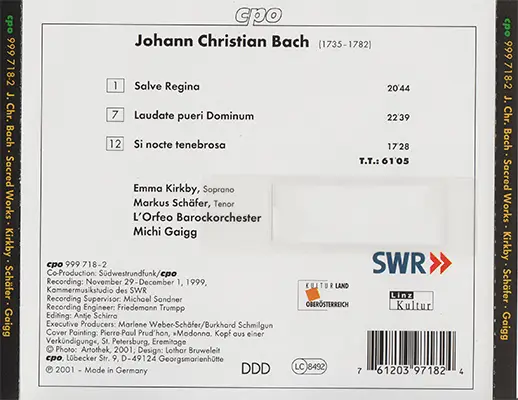 cpo
cpo 999 718-2 J. Chr. Bach · Sacred Works · Kirkby · Schäfer · Gaigg
Johann Christian Bach (1735–1782)
1 Salve Regina 20'44
7 Laudate pueri Dominum 22'39
12 Si nocte tenebrosa 17'28
T.T.: 61'05
Emma Kirkby, Soprano
Markus Schäfer, Tenor
L'Orfeo Barockorchester
Michi Gaigg
SWR
cpo 999 718-2
Co-Production: Südwestrundfunk/cpo
Recording: November 29-December 1, 1999,
Kammermusikstudio des SWR
Recording Supervisor: Michael Sandner
Recording Engineer: Friedemann Trumpp
Editing: Antje Schirra
Executive Producers: Marlene Weber-Schäfer/Burkhard Schmilgun
Cover Painting: Pierre-Paul Prud'hon, »Madonna. Kopf aus einer
Verkündigung«, St. Petersburg, Eremitage
© Photo: Artothek, 2001; Design: Lothar Bruweleit
cpo, Lübecker Str. 9, D-49124 Georgsmarienhütte
℗ 2001 – Made in Germany
KULTUR LAND
OBERÖSTERREICH
Linz
Kultur
DDD
LC 8492
7 61203 97182 4
cpo 999 718-2 J. Chr. Bach · Sacred Works · Kirkby · Schäfer · Gaigg